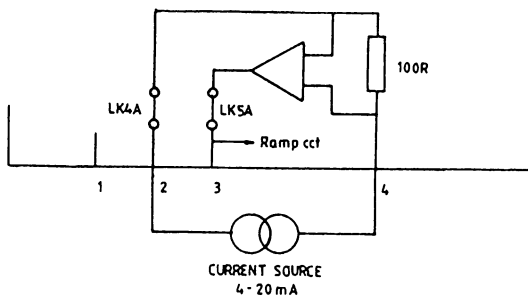 100R
LK4A
LK5A
Ramp cct
1 2 3 4
CURRENT SOURCE
4-20mA